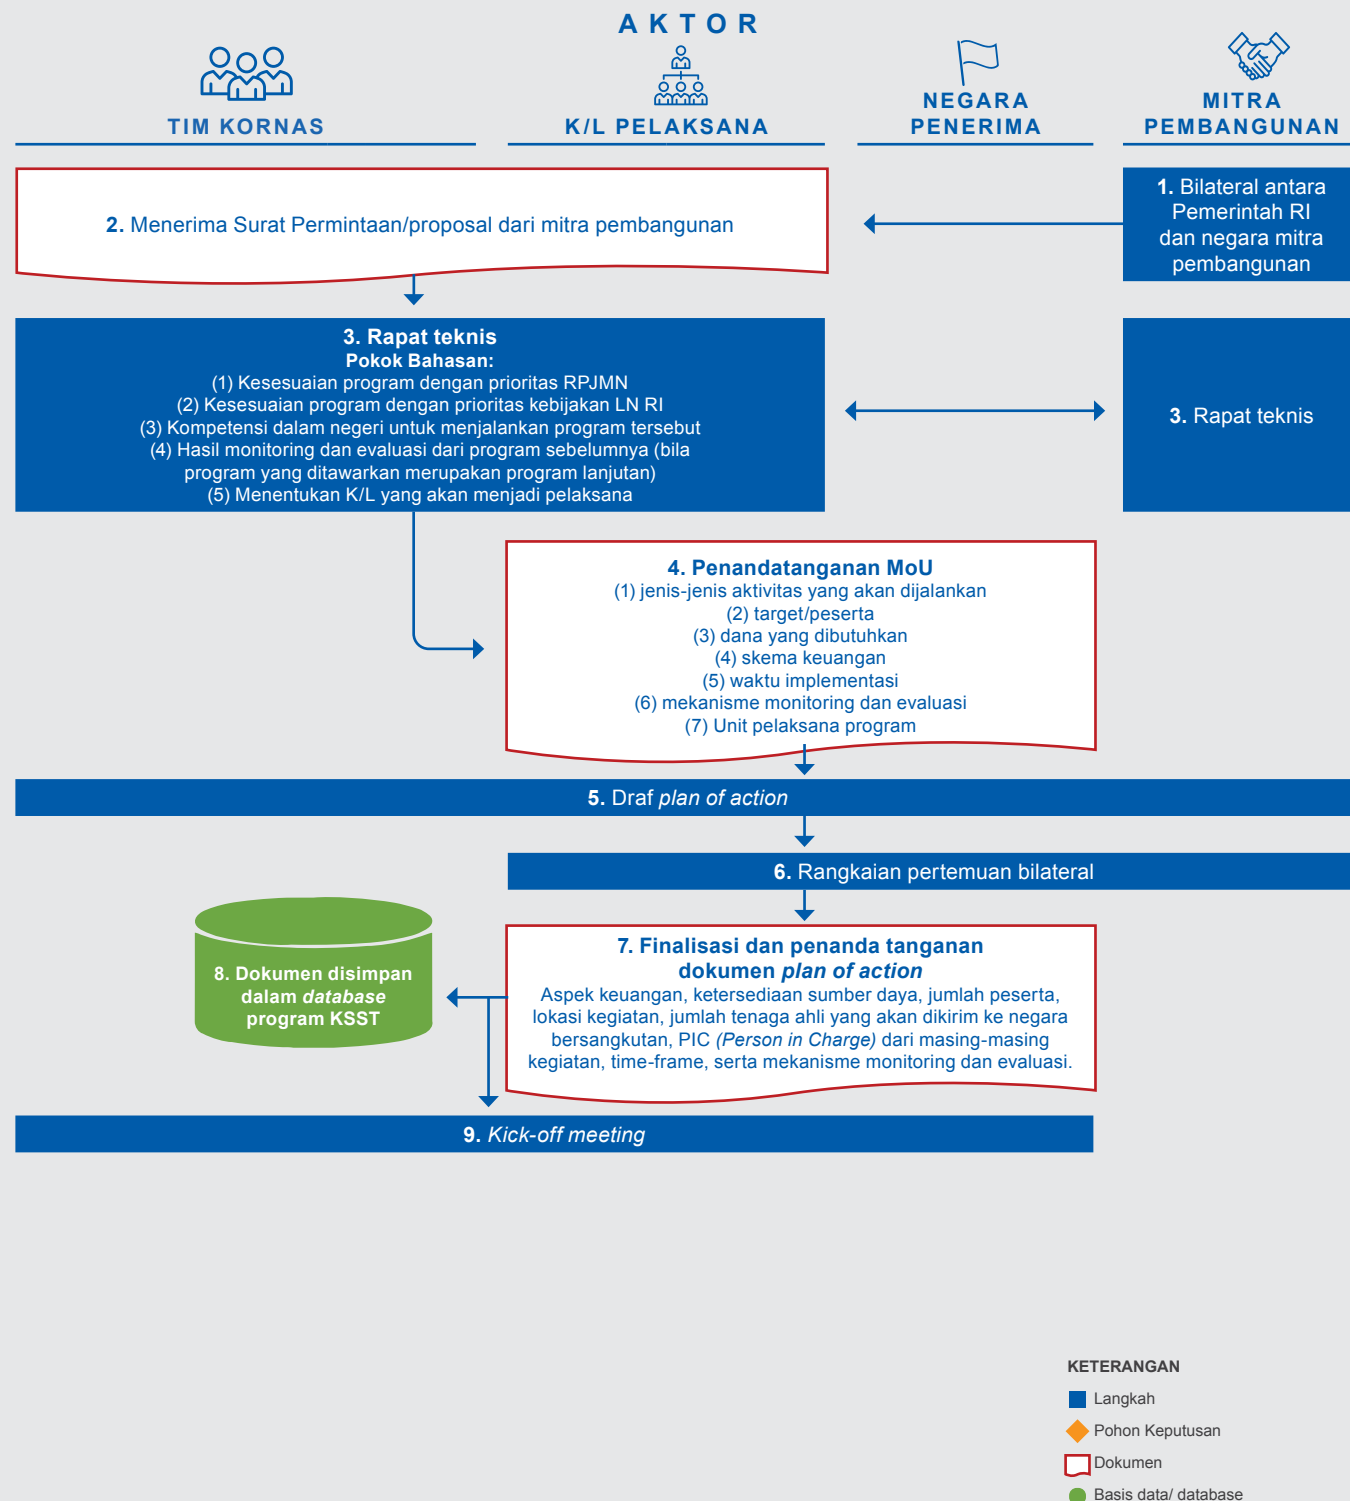 AKTOR
TIM KORNAS
K/L PELAKSANA
NEGARA
PENERIMA
MITRA
PEMBANGUNAN
1. Bilateral antara
Pemerintah RI
dan negara mitra
pembangunan
2. Menerima Surat Permintaan/proposal dari mitra pembangunan
3. Rapat teknis
Pokok Bahasan:
(1) Kesesuaian program dengan prioritas RPJMN
(2) Kesesuaian program dengan prioritas kebijakan LN RI
(3) Kompetensi dalam negeri untuk menjalankan program tersebut
(4) Hasil monitoring dan evaluasi dari program sebelumnya (bila
program yang ditawarkan merupakan program lanjutan)
(5) Menentukan K/L yang akan menjadi pelaksana
3. Rapat teknis
4. Penandatanganan MoU
(1) jenis-jenis aktivitas yang akan dijalankan
(2) target/peserta
(3) dana yang dibutuhkan
(4) skema keuangan
(5) waktu implementasi
(6) mekanisme monitoring dan evaluasi
(7) Unit pelaksana program
5. Draf plan of action
6. Rangkaian pertemuan bilateral
7. Finalisasi dan penanda tanganan
dokumen plan of action
Aspek keuangan, ketersediaan sumber daya, jumlah peserta,
lokasi kegiatan, jumlah tenaga ahli yang akan dikirim ke negara
bersangkutan, PIC (Person in Charge) dari masing-masing
kegiatan, time-frame, serta mekanisme monitoring dan evaluasi.
8. Dokumen disimpan
dalam database
program KSST
9. Kick-off meeting
KETERANGAN
Langkah
Pohon Keputusan
Dokumen
Basis data/ database